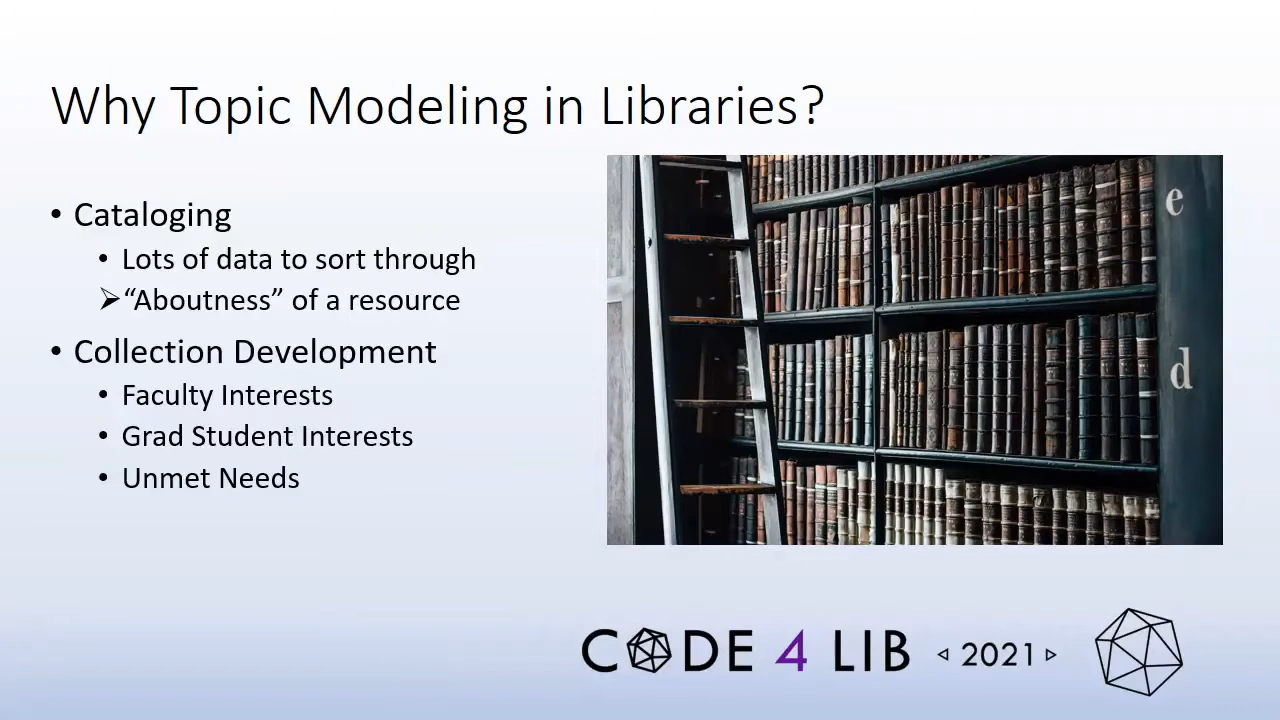 Why Topic Modeling in Libraries?
• Cataloging
• Lots of data to sort through
➢“Aboutness” of a resource
• Collection Development
• Faculty Interests
• Grad Student Interests
• Unmet Needs
e
d
CODE 4 LIB ◃ 2021 ▹